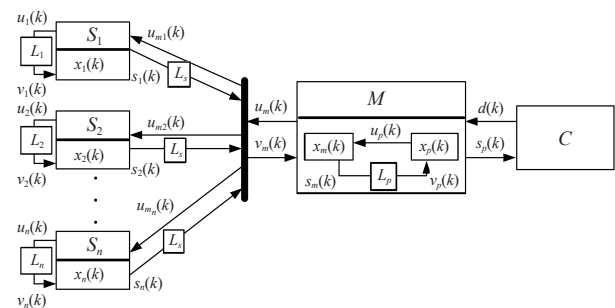 u1(k)
S1
um1(k)
L1
x1(k)
s1(k)
Ls
v1(k)
u2(k)
S2
um2(k)
L2
x2(k)
s2(k)
Ls
v2(k)
un(k)
Sn
umn(k)
Ln
xn(k)
sn(k)
Ls
vn(k)
um(k)
vm(k)
M
xm(k)
up(k)
xp(k)
sm(k)
Lp
vp(k)
d(k)
sp(k)
C